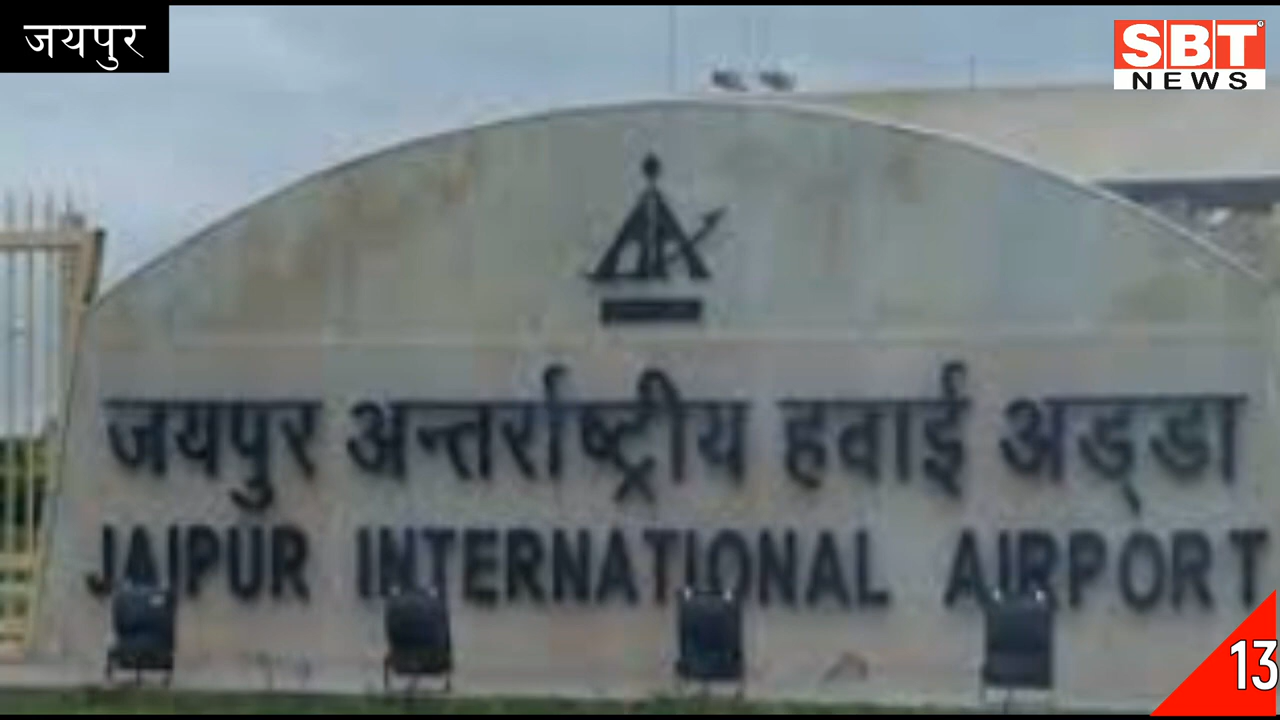 जयपुर
SBT
NEWS
जयपुर अन्तर्राष्ट्रीय हवाई अड्डा
JAIPUR INTERNATIONAL AIRPORT
13